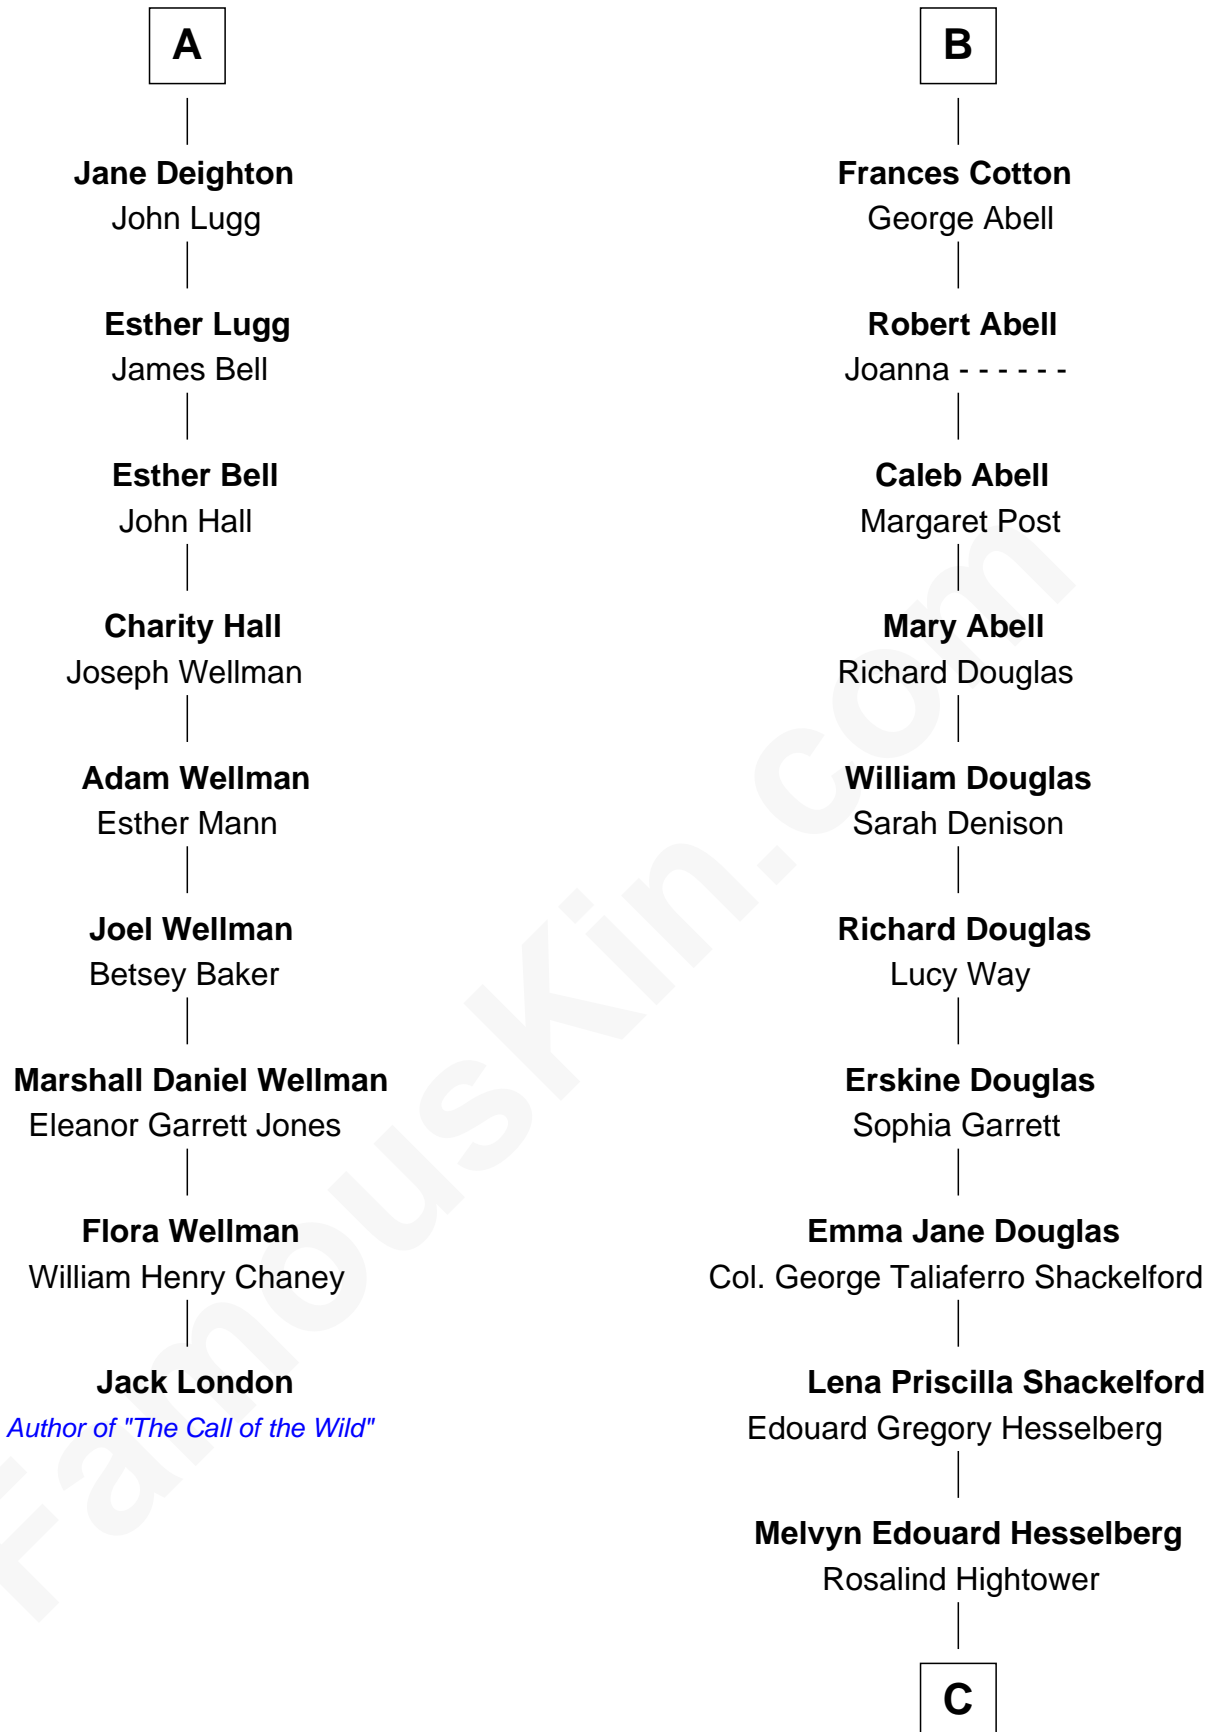 A
Jane Deighton
John Lugg
Esther Lugg
James Bell
Esther Bell
John Hall
Charity Hall
Joseph Wellman
Adam Wellman
Esther Mann
Joel Wellman
Betsey Baker
Marshall Daniel Wellman
Eleanor Garrett Jones
Flora Wellman
William Henry Chaney
Jack London
Author of "The Call of the Wild"
B
Frances Cotton
George Abell
Robert Abell
Joanna - - - - - -
Caleb Abell
Margaret Post
Mary Abell
Richard Douglas
William Douglas
Sarah Denison
Richard Douglas
Lucy Way
Erskine Douglas
Sophia Garrett
Emma Jane Douglas
Col. George Taliaferro Shackelford
Lena Priscilla Shackelford
Edouard Gregory Hesselberg
Melvyn Edouard Hesselberg
Rosalind Hightower
C
FamousKin.com